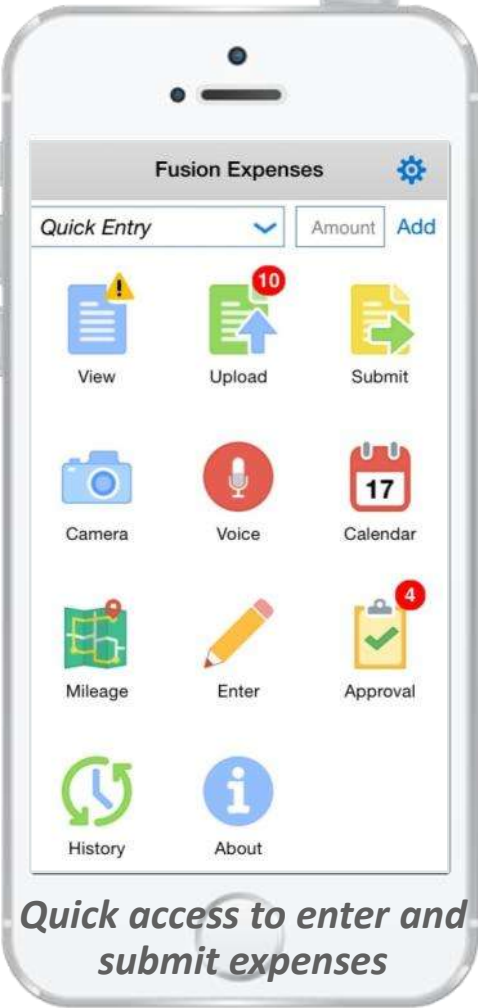 Fusion Expenses
Quick Entry Amount Add
10
View Upload Submit
17
Camera Voice Calendar
4
Mileage Enter Approval
History About
Quick access to enter and
submit expenses